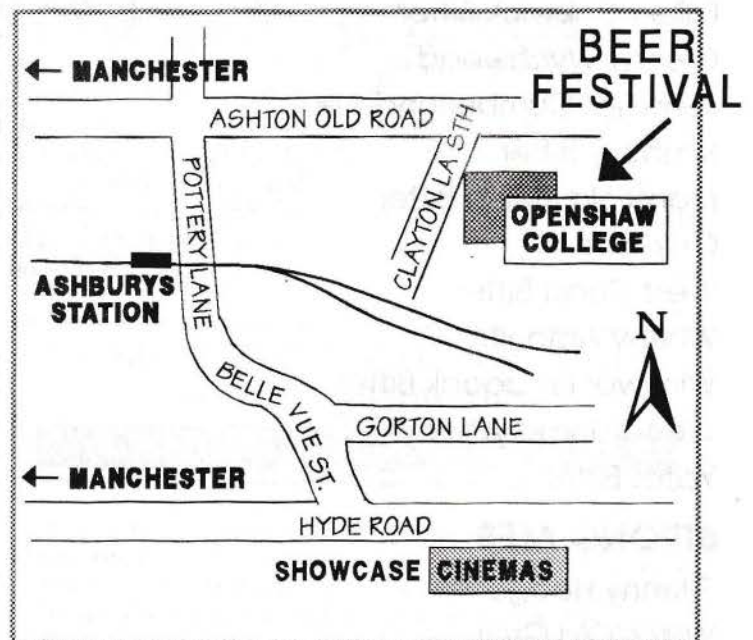 BEER
FESTIVAL
← MANCHESTER
ASHTON OLD ROAD
CLAYTON LA STH
POTTERY LANE
OPENSHAW
COLLEGE
ASHBURYS
STATION
N
BELLE VUE ST.
GORTON LANE
← MANCHESTER
HYDE ROAD
SHOWCASE CINEMAS